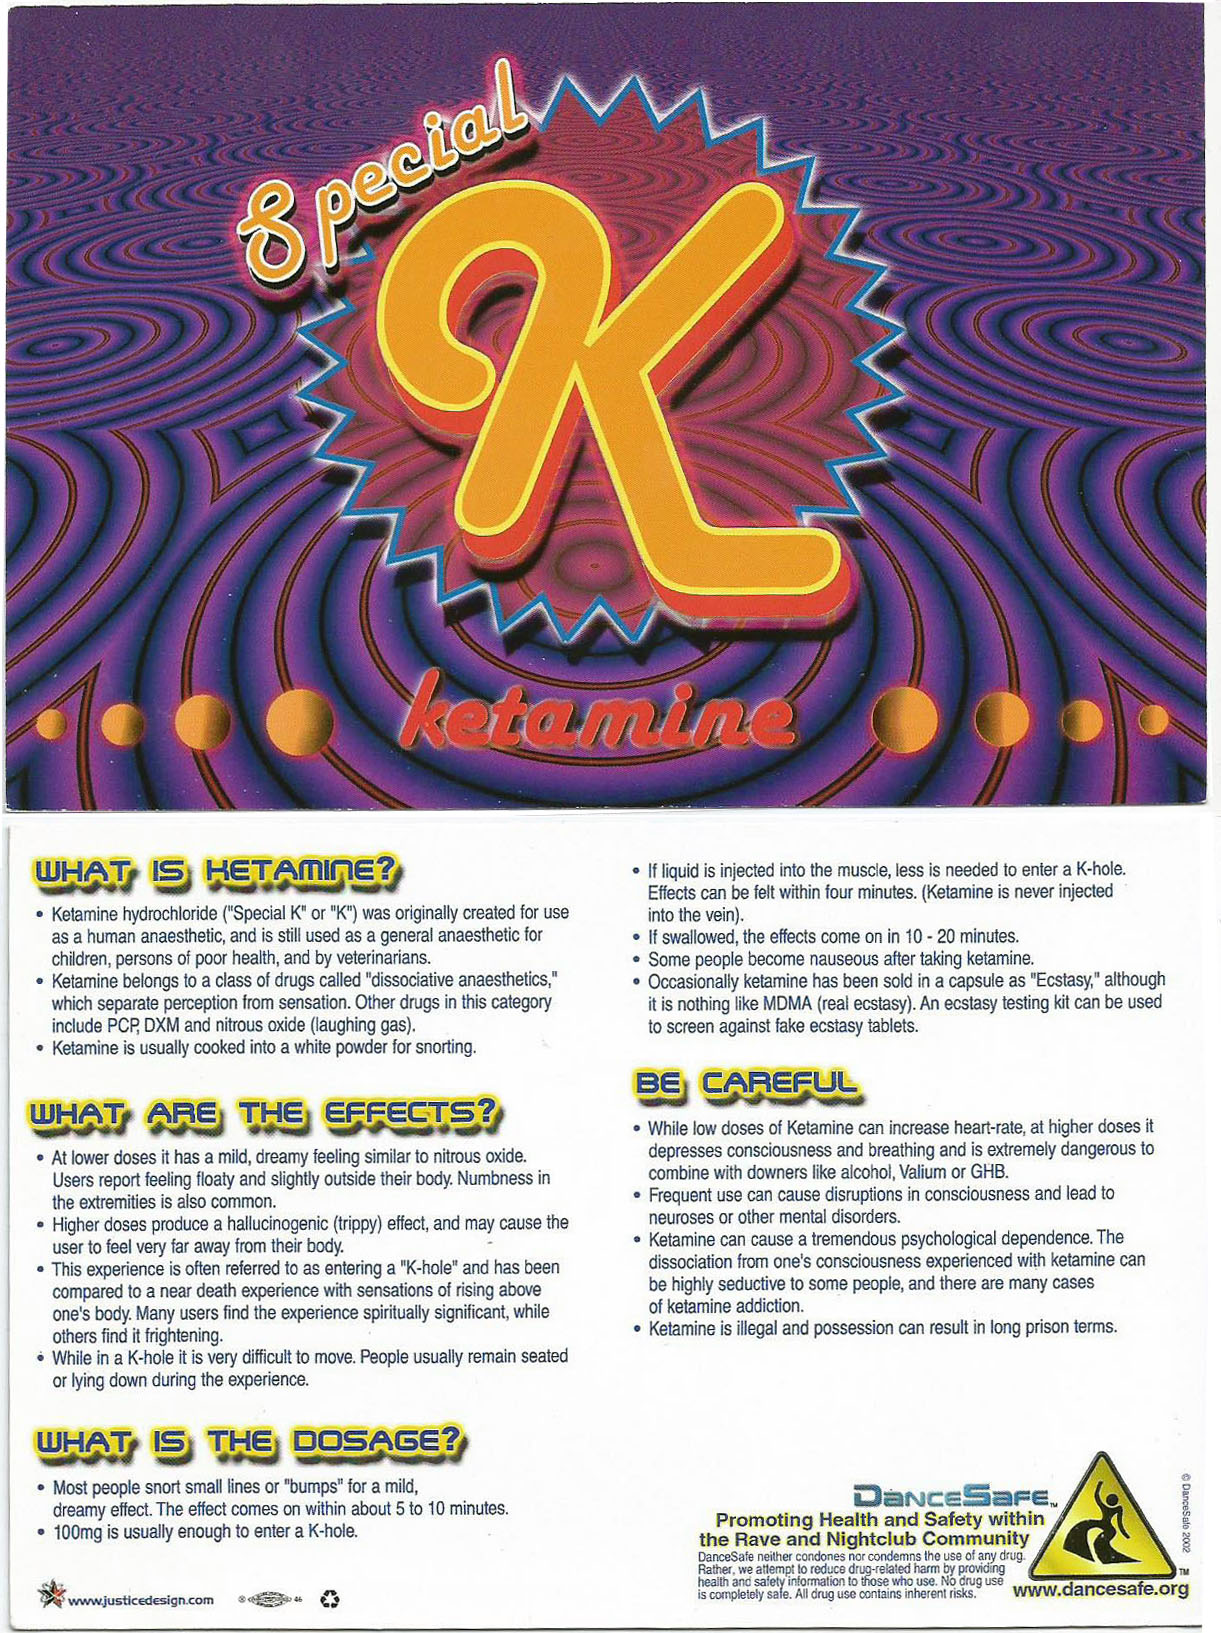 Special
K
ketamine
WHAT IS KETAMINE?
• Ketamine hydrochloride ("Special K" or "K") was originally created for use
as a human anaesthetic, and is still used as a general anaesthetic for
children, persons of poor health, and by veterinarians.
• Ketamine belongs to a class of drugs called "dissociative anaesthetics,"
which separate perception from sensation. Other drugs in this category
include PCP, DXM and nitrous oxide (laughing gas).
• Ketamine is usually cooked into a white powder for snorting.
WHAT ARE THE EFFECTS?
• At lower doses it has a mild, dreamy feeling similar to nitrous oxide.
Users report feeling floaty and slightly outside their body. Numbness in
the extremities is also common.
• Higher doses produce a hallucinogenic (trippy) effect, and may cause the
user to feel very far away from their body.
• This experience is often referred to as entering a "K-hole" and has been
compared to a near death experience with sensations of rising above
one's body. Many users find the experience spiritually significant, while
others find it frightening.
• While in a K-hole it is very difficult to move. People usually remain seated
or lying down during the experience.
WHAT IS THE DOSAGE?
• Most people snort small lines or "bumps" for a mild,
dreamy effect. The effect comes on within about 5 to 10 minutes.
• 100mg is usually enough to enter a K-hole.
www.justicedesign.com
46
• If liquid is injected into the muscle, less is needed to enter a K-hole.
Effects can be felt within four minutes. (Ketamine is never injected
into the vein).
• If swallowed, the effects come on in 10 - 20 minutes.
• Some people become nauseous after taking ketamine.
• Occasionally ketamine has been sold in a capsule as "Ecstasy," although
it is nothing like MDMA (real ecstasy). An ecstasy testing kit can be used
to screen against fake ecstasy tablets.
BE CAREFUL
• While low doses of Ketamine can increase heart-rate, at higher doses it
depresses consciousness and breathing and is extremely dangerous to
combine with downers like alcohol, Valium or GHB.
• Frequent use can cause disruptions in consciousness and lead to
neuroses or other mental disorders.
• Ketamine can cause a tremendous psychological dependence. The
dissociation from one's consciousness experienced with ketamine can
be highly seductive to some people, and there are many cases
of ketamine addiction.
• Ketamine is illegal and possession can result in long prison terms.
DANCESAFE™
Promoting Health and Safety within
the Rave and Nightclub Community
DanceSafe neither condones nor condemns the use of any drug.
Rather, we attempt to reduce drug-related harm by providing
health and safety information to those who use. No drug use
is completely safe. All drug use contains inherent risks.
TM
www.dancesafe.org
© DanceSafe 2002